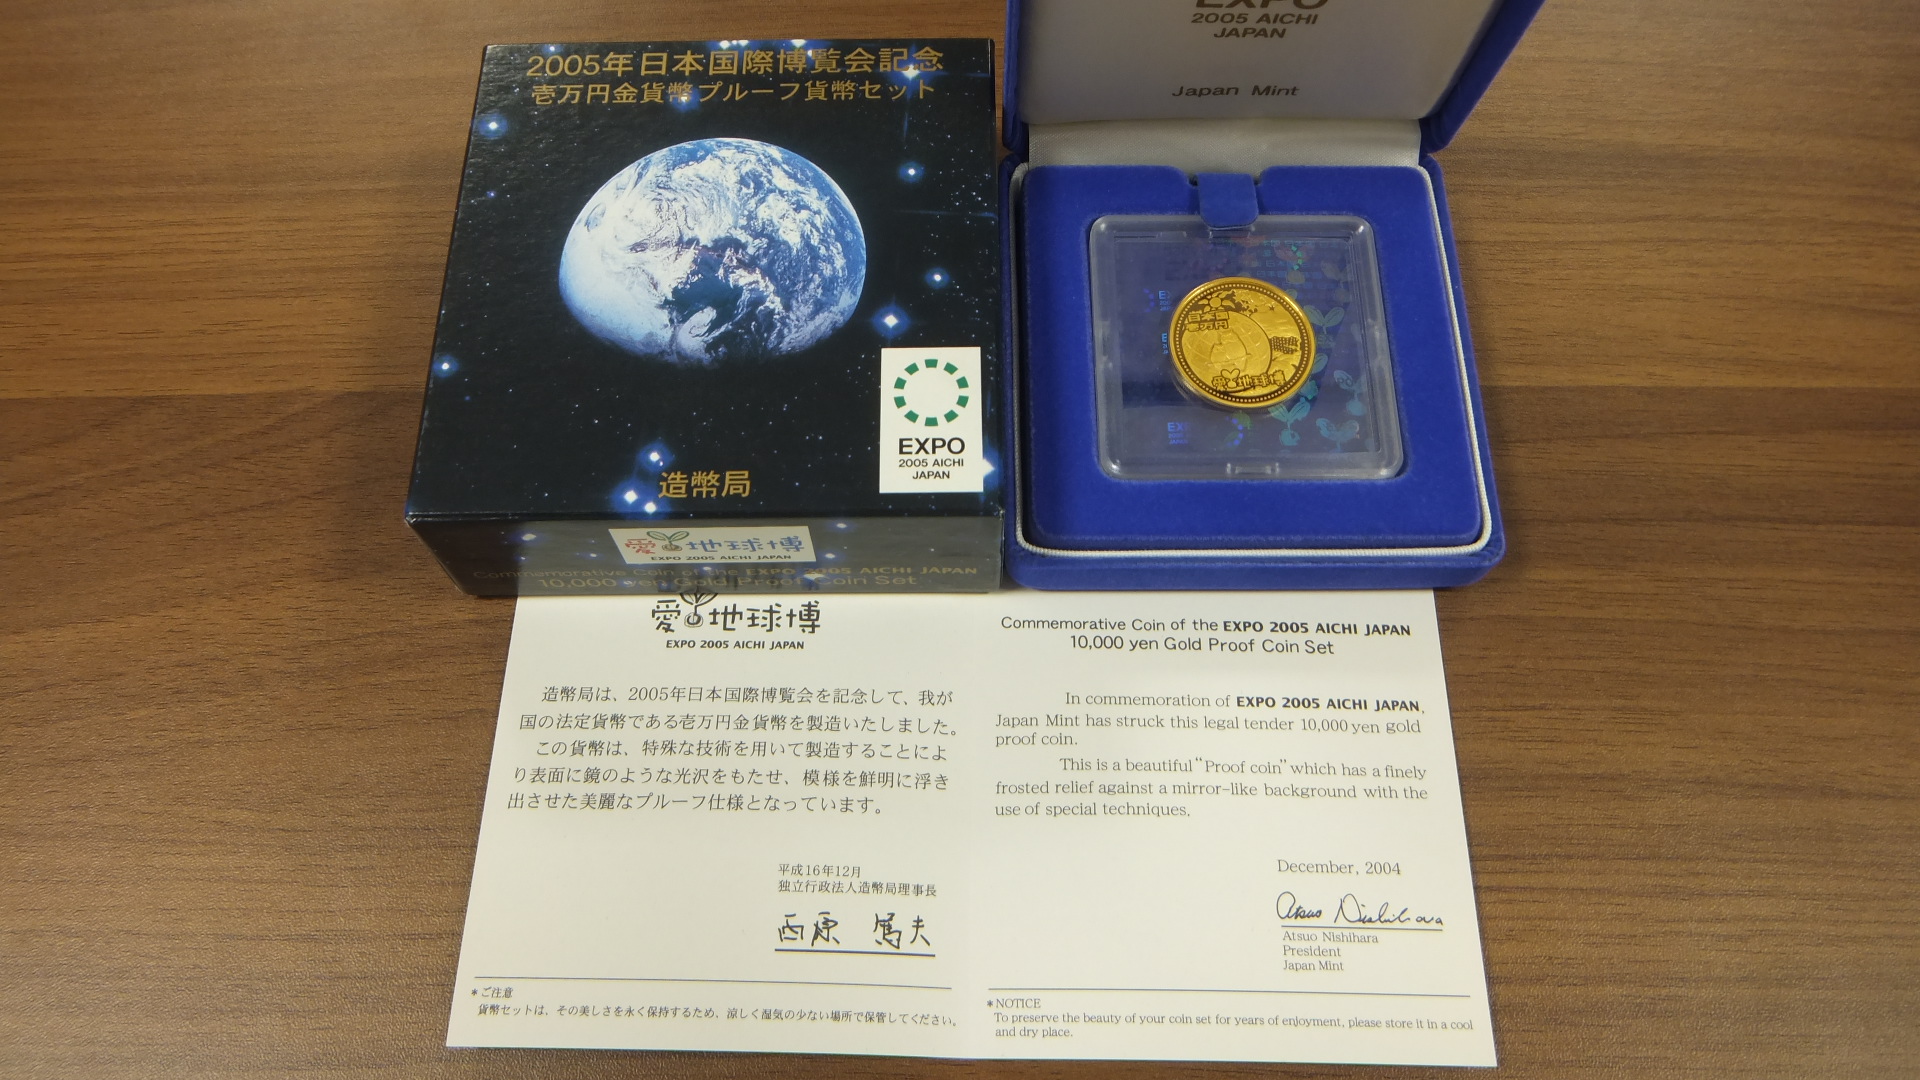 2005年日本国際博覧会記念
壱万円金貨幣プルーフ貨幣セット
EXPO
2005 AICHI
JAPAN
造幣局
愛・地球博
EXPO 2005 AICHI JAPAN
Commemorative Coin of the EXPO 2005 AICHI JAPAN
10,000 yen Gold Proof Coin Set
EXPO
2005 AICHI
JAPAN
Japan Mint
日本国
壱万円
愛・地球博
EXPO
愛・地球博
EXPO 2005 AICHI JAPAN
造幣局は、2005年日本国際博覧会を記念して、我が
国の法定貨幣である壱万円金貨幣を製造いたしました。
この貨幣は、特殊な技術を用いて製造することによ
り表面に鏡のような光沢をもたせ、模様を鮮明に浮き
出させた美麗なプルーフ仕様となっています。
平成16年12月
独立行政法人造幣局理事長
西原 篤夫
*ご注意
貨幣セットは、その美しさを永く保持するため、涼しく湿気の少ない場所で保管してください。
Commemorative Coin of the EXPO 2005 AICHI JAPAN
10,000 yen Gold Proof Coin Set
In commemoration of EXPO 2005 AICHI JAPAN,
Japan Mint has struck this legal tender 10,000 yen gold
proof coin.
This is a beautiful "Proof coin" which has a finely
frosted relief against a mirror-like background with the
use of special techniques.
December, 2004
Atsuo Nishihara
Atsuo Nishihara
President
Japan Mint
*NOTICE
To preserve the beauty of your coin set for years of enjoyment, please store it in a cool
and dry place.